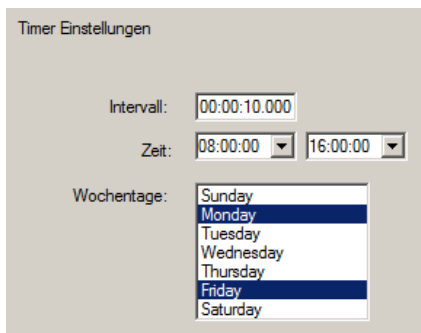 Timer Einstellungen
Intervall: 00:00:10.000
Zeit: 08:00:00 16:00:00
Wochentage: Sunday
Monday
Tuesday
Wednesday
Thursday
Friday
Saturday